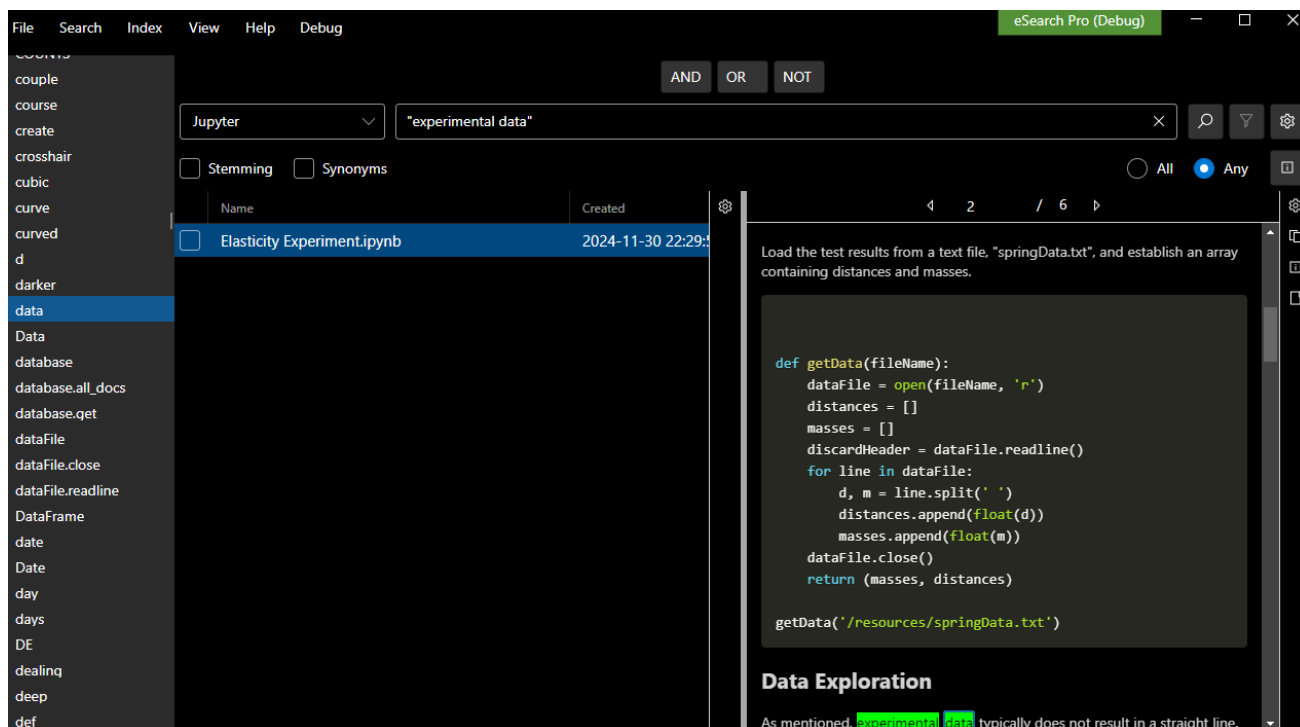 File Search Index View Help Debug
eSearch Pro (Debug)
COUNTS
couple
course
create
crosshair
cubic
curve
curved
d
darker
data
Data
database
database.all_docs
database.get
dataFile
dataFile.close
dataFile.readline
DataFrame
date
Date
day
days
DE
dealing
deep
def
AND OR NOT
Jupyter
"experimental data"
Stemming Synonyms
All Any
Name Created
Elasticity Experiment.ipynb 2024-11-30 22:29:5
2 / 6
Load the test results from a text file, "springData.txt", and establish an array
containing distances and masses.
def getData(fileName):
    dataFile = open(fileName, 'r')
    distances = []
    masses = []
    discardHeader = dataFile.readline()
    for line in dataFile:
        d, m = line.split(' ')
        distances.append(float(d))
        masses.append(float(m))
    dataFile.close()
    return (masses, distances)
getData('/resources/springData.txt')
Data Exploration
As mentioned, experimental data typically does not result in a straight line.